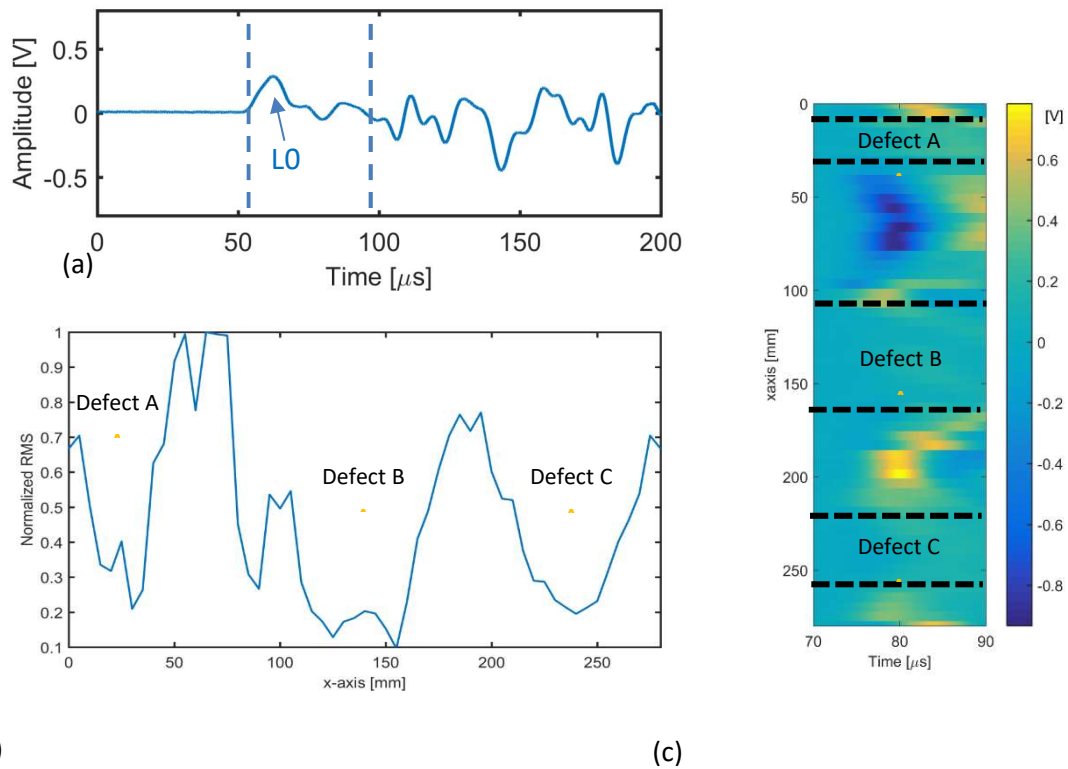 Amplitude [V]
0.5
0
-0.5
L0
0
50
100
150
200
Time [μs]
(a)
Normalized RMS
1
0.9
0.8
0.7
0.6
0.5
0.4
0.3
0.2
0.1
Defect A
Defect B
Defect C
0
50
100
150
200
250
x-axis [mm]
)
xaxis [mm]
0
50
100
150
200
250
Defect A
Defect B
Defect C
70
80
90
Time [μs]
[V]
0.6
0.4
0.2
0
-0.2
-0.4
-0.6
-0.8
(c)